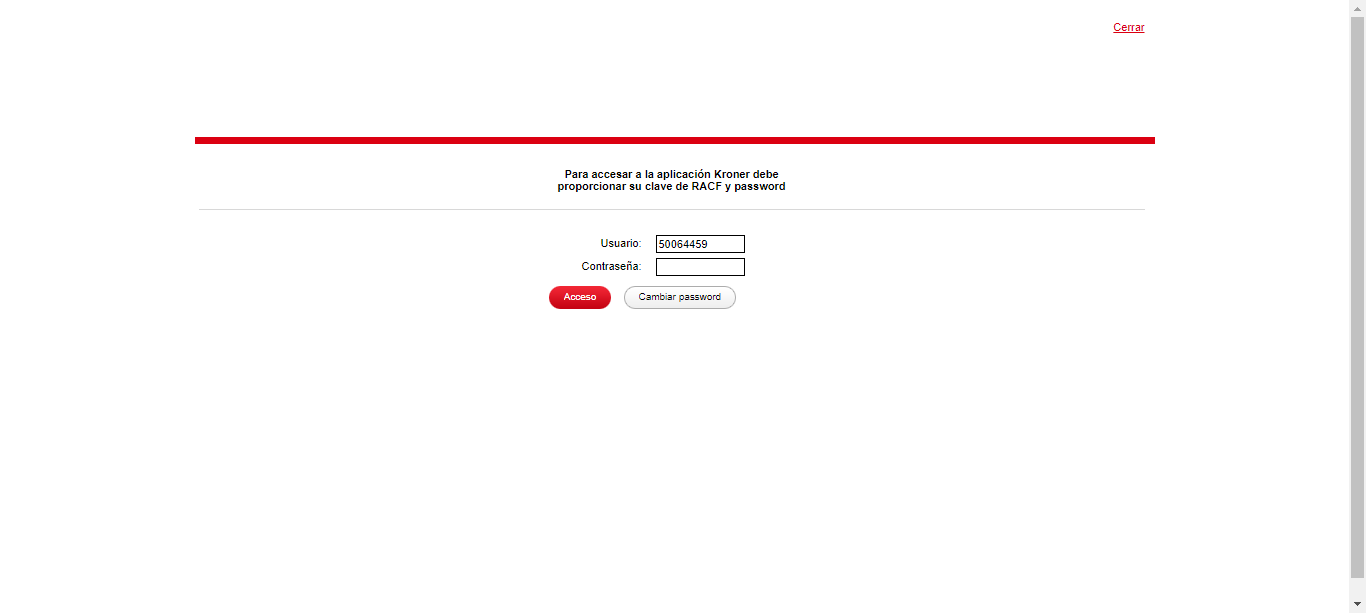 Cerrar
Para accesar a la aplicación Kroner debe
proporcionar su clave de RACF y password
Usuario: 50064459
Contraseña:
Acceso Cambiar password